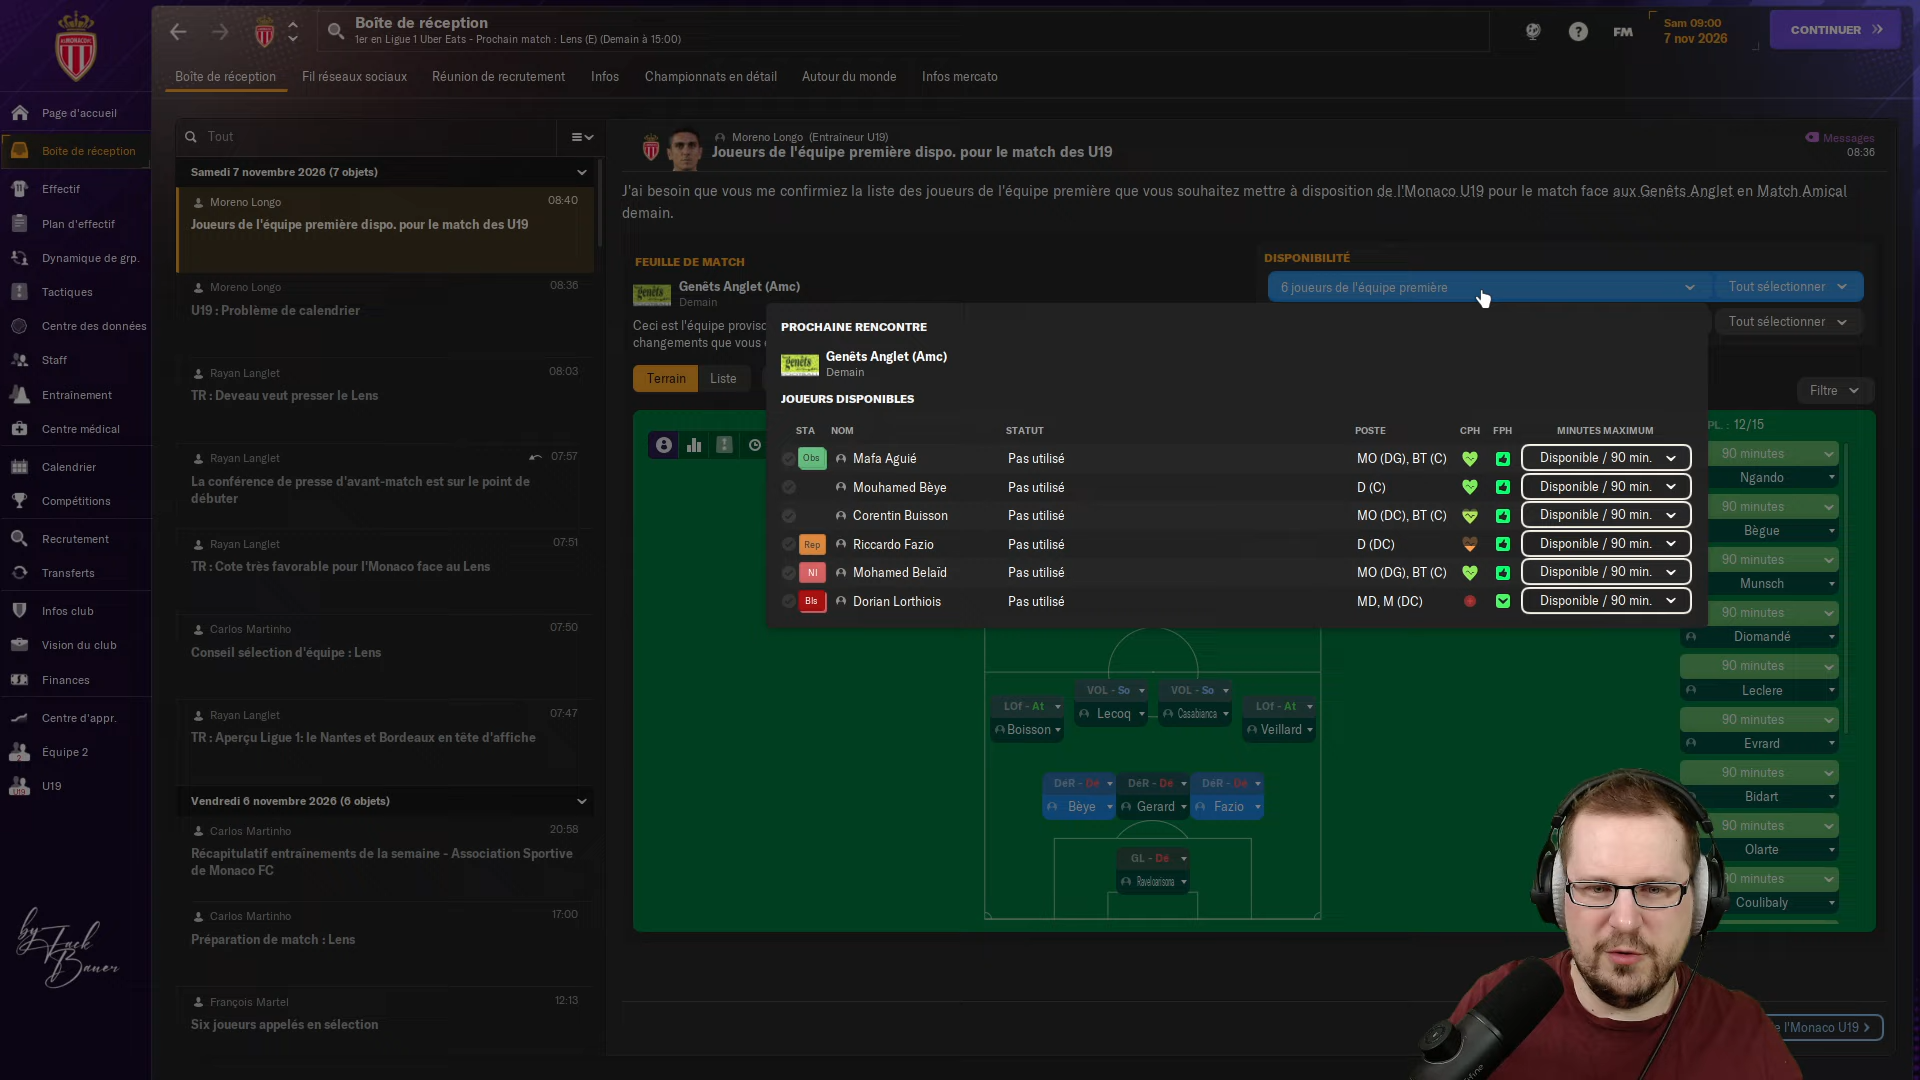 Boîte de réception
1er en Ligue 1 Uber Eats - Prochain match : Lens (E) (Demain à 15:00)
FM
Sam 09:00
7 nov 2026
CONTINUER
Boîte de réception
Fil réseaux sociaux
Réunion de recrutement
Infos
Championnats en détail
Autour du monde
Infos mercato
Page d'accueil
Boîte de réception
Effectif
Plan d'effectif
Dynamique de grp.
Tactiques
Centre des données
Staff
Entraînement
Centre médical
Calendrier
Compétitions
Recrutement
Transferts
Infos club
Vision du club
Finances
Centre d'appr.
Équipe 2
U19
by Jack
Bauer
Tout
Samedi 7 novembre 2026 (7 objets)
Moreno Longo
08:40
Joueurs de l'équipe première dispo. pour le match des U19
Moreno Longo
08:36
U19 : Problème de calendrier
Rayan Langlet
08:03
TR : Deveau veut presser le Lens
Rayan Langlet
07:57
La conférence de presse d'avant-match est sur le point de
débuter
Rayan Langlet
07:51
TR : Cote très favorable pour l'Monaco face au Lens
Carlos Martinho
07:50
Conseil sélection d'équipe : Lens
Rayan Langlet
07:47
TR : Aperçu Ligue 1: le Nantes et Bordeaux en tête d'affiche
Vendredi 6 novembre 2026 (6 objets)
Carlos Martinho
20:58
Récapitulatif entraînements de la semaine - Association Sportive
de Monaco FC
Carlos Martinho
17:00
Préparation de match : Lens
François Martel
12:13
Six joueurs appelés en sélection
Moreno Longo (Entraîneur U19)
Joueurs de l'équipe première dispo. pour le match des U19
Messages
08:36
J'ai besoin que vous me confirmiez la liste des joueurs de l'équipe première que vous souhaitez mettre à disposition de l'Monaco U19 pour le match face aux Genêts Anglet en Match Amical
demain.
FEUILLE DE MATCH
Genêts Anglet (Amc)
Demain
Ceci est l'équipe proviso
changements que vous
Terrain
Liste
DISPONIBILITÉ
6 joueurs de l'équipe première
Tout sélectionner
Tout sélectionner
Filtre
PROCHAINE RENCONTRE
Genêts Anglet (Amc)
Demain
JOUEURS DISPONIBLES
STA NOM STATUT POSTE CPH FPH MINUTES MAXIMUM
Obs Mafa Aguié Pas utilisé MO (DG), BT (C) Disponible / 90 min.
Mouhamed Bèye Pas utilisé D (C) Disponible / 90 min.
Corentin Buisson Pas utilisé MO (DC), BT (C) Disponible / 90 min.
Rep Riccardo Fazio Pas utilisé D (DC) Disponible / 90 min.
NI Mohamed Belaïd Pas utilisé MO (DG), BT (C) Disponible / 90 min.
Bls Dorian Lorthiois Pas utilisé MD, M (DC) Disponible / 90 min.
VOL - So
Lecoq
VOL - So
Casabianca
LOf - At
Boisson
LOf - At
Veillard
DéR - Dé
Bèye
DéR - Dé
Gerard
DéR - Dé
Fazio
GL - Dé
Raveloarisona
PL. : 12/15
90 minutes
Ngando
90 minutes
Bègue
90 minutes
Munsch
90 minutes
Diomandé
90 minutes
Leclere
90 minutes
Evrard
90 minutes
Bidart
90 minutes
Olarte
90 minutes
Coulibaly
e l'Monaco U19